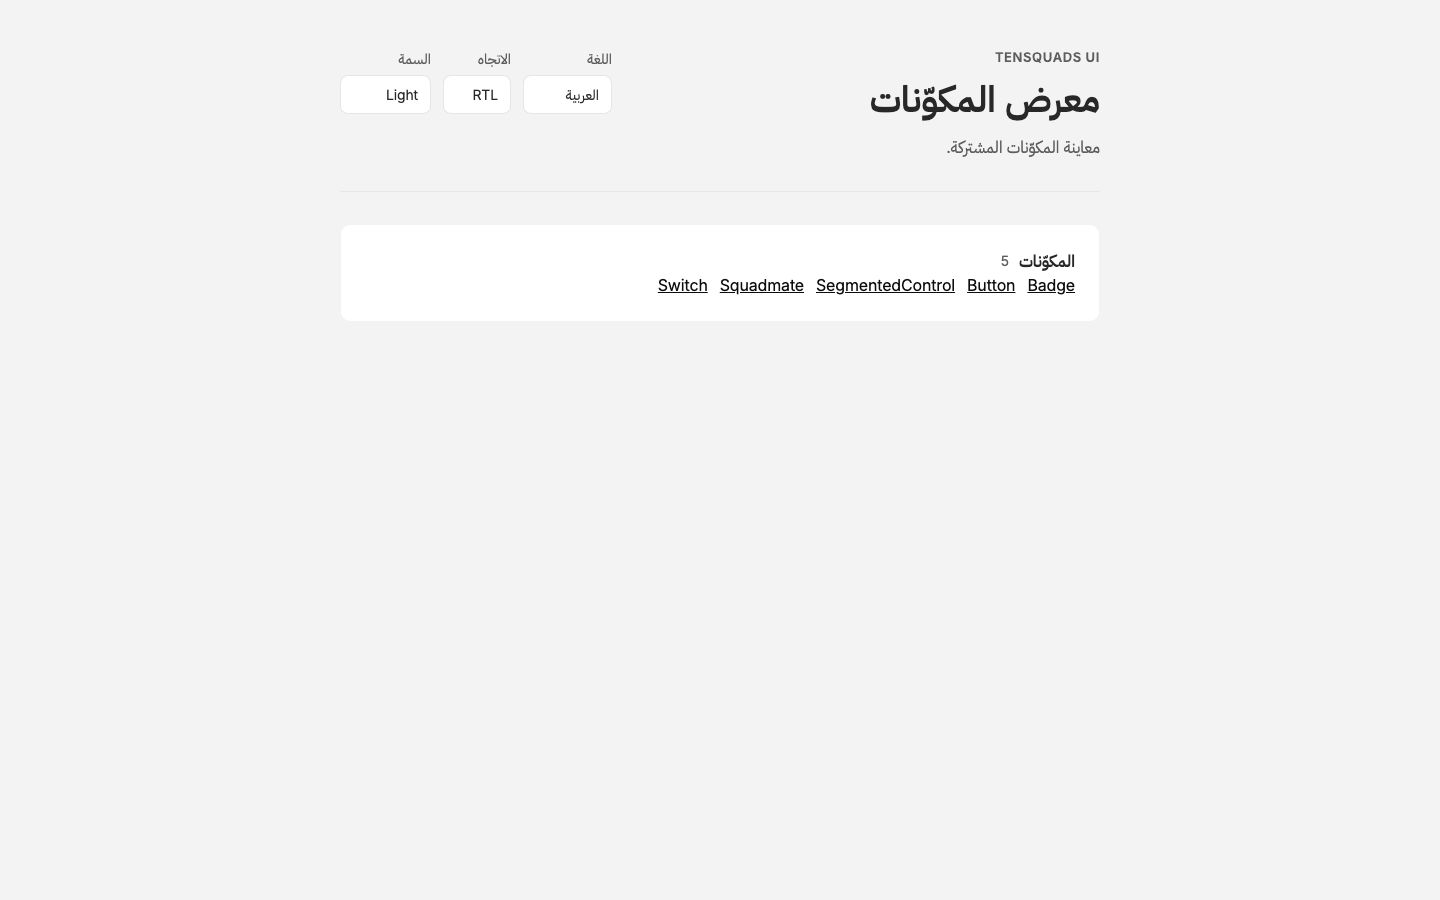 TENSQUADS UI
معرض المكوّنات
معاينة المكوّنات المشتركة.
اللغة
العربية
الاتجاه
RTL
السمة
Light
المكوّنات 5
Badge Button SegmentedControl Squadmate Switch